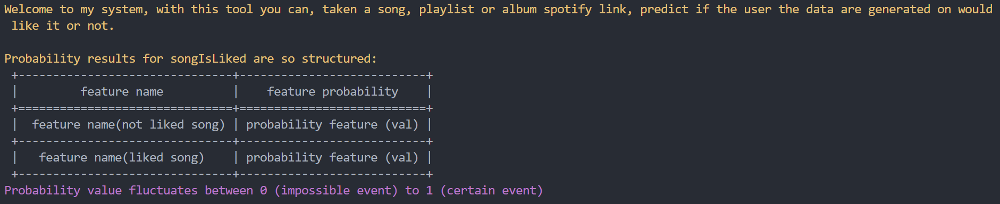 Welcome to my system, with this tool you can, taken a song, playlist or album spotify link, predict if the user the data are generated on would
like it or not.
Probability results for songIsLiked are so structured:
+-------------------------------+---------------------------+
|         feature name          |    feature probability    |
+===============================+===========================+
|  feature name(not liked song) | probability feature (val) |
+-------------------------------+---------------------------+
|   feature name(liked song)    | probability feature (val) |
+-------------------------------+---------------------------+
Probability value fluctuates between 0 (impossible event) to 1 (certain event)